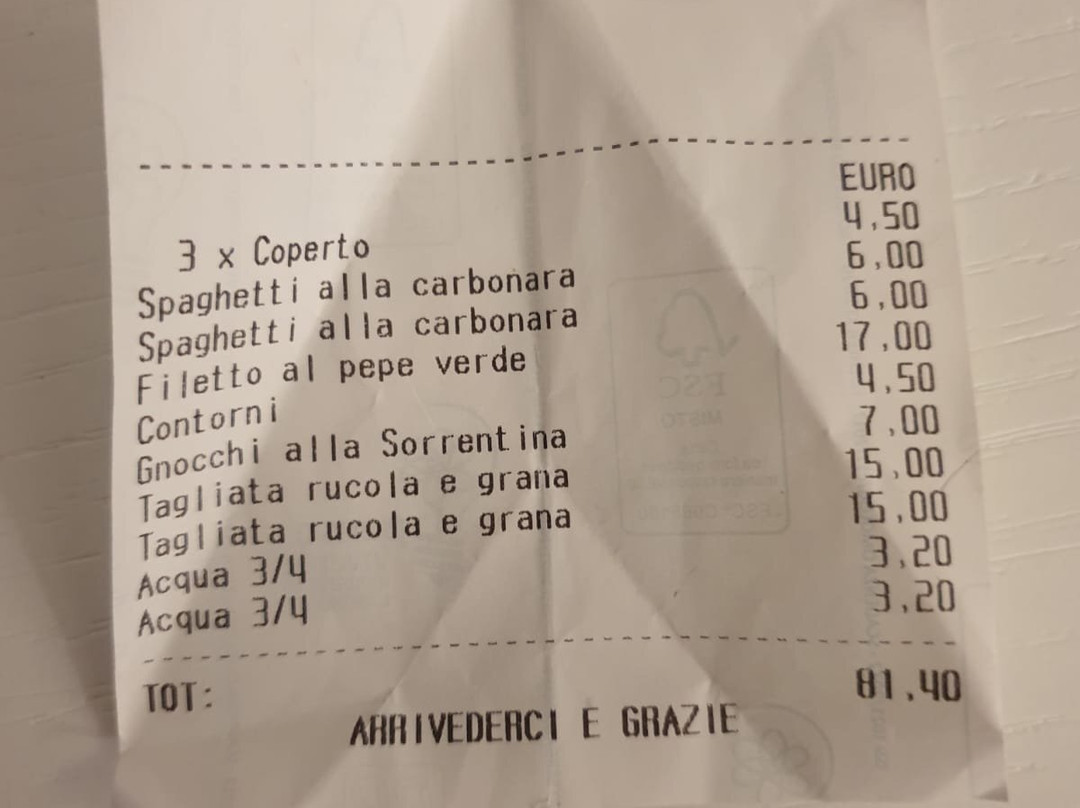 EURO
3 x Coperto 4,50
Spaghetti alla carbonara 6,00
Spaghetti alla carbonara 6,00
Filetto al pepe verde 17,00
Contorni 4,50
Gnocchi alla Sorrentina 7,00
Tagliata rucola e grana 15,00
Tagliata rucola e grana 15,00
Acqua 3/4 3,20
Acqua 3/4 3,20
TOT: 81,40
ARRIVEDERCI E GRAZIE